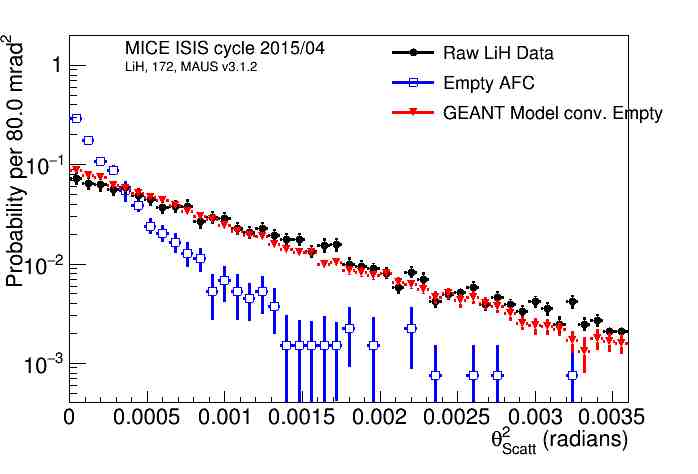 MICE ISIS cycle 2015/04
LiH, 172, MAUS v3.1.2
Raw LiH Data
Empty AFC
GEANT Model conv. Empty
Probability per 80.0 mrad²
1
10⁻¹
10⁻²
10⁻³
0 0.0005 0.001 0.0015 0.002 0.0025 0.003 0.0035
θ²Scatt (radians)